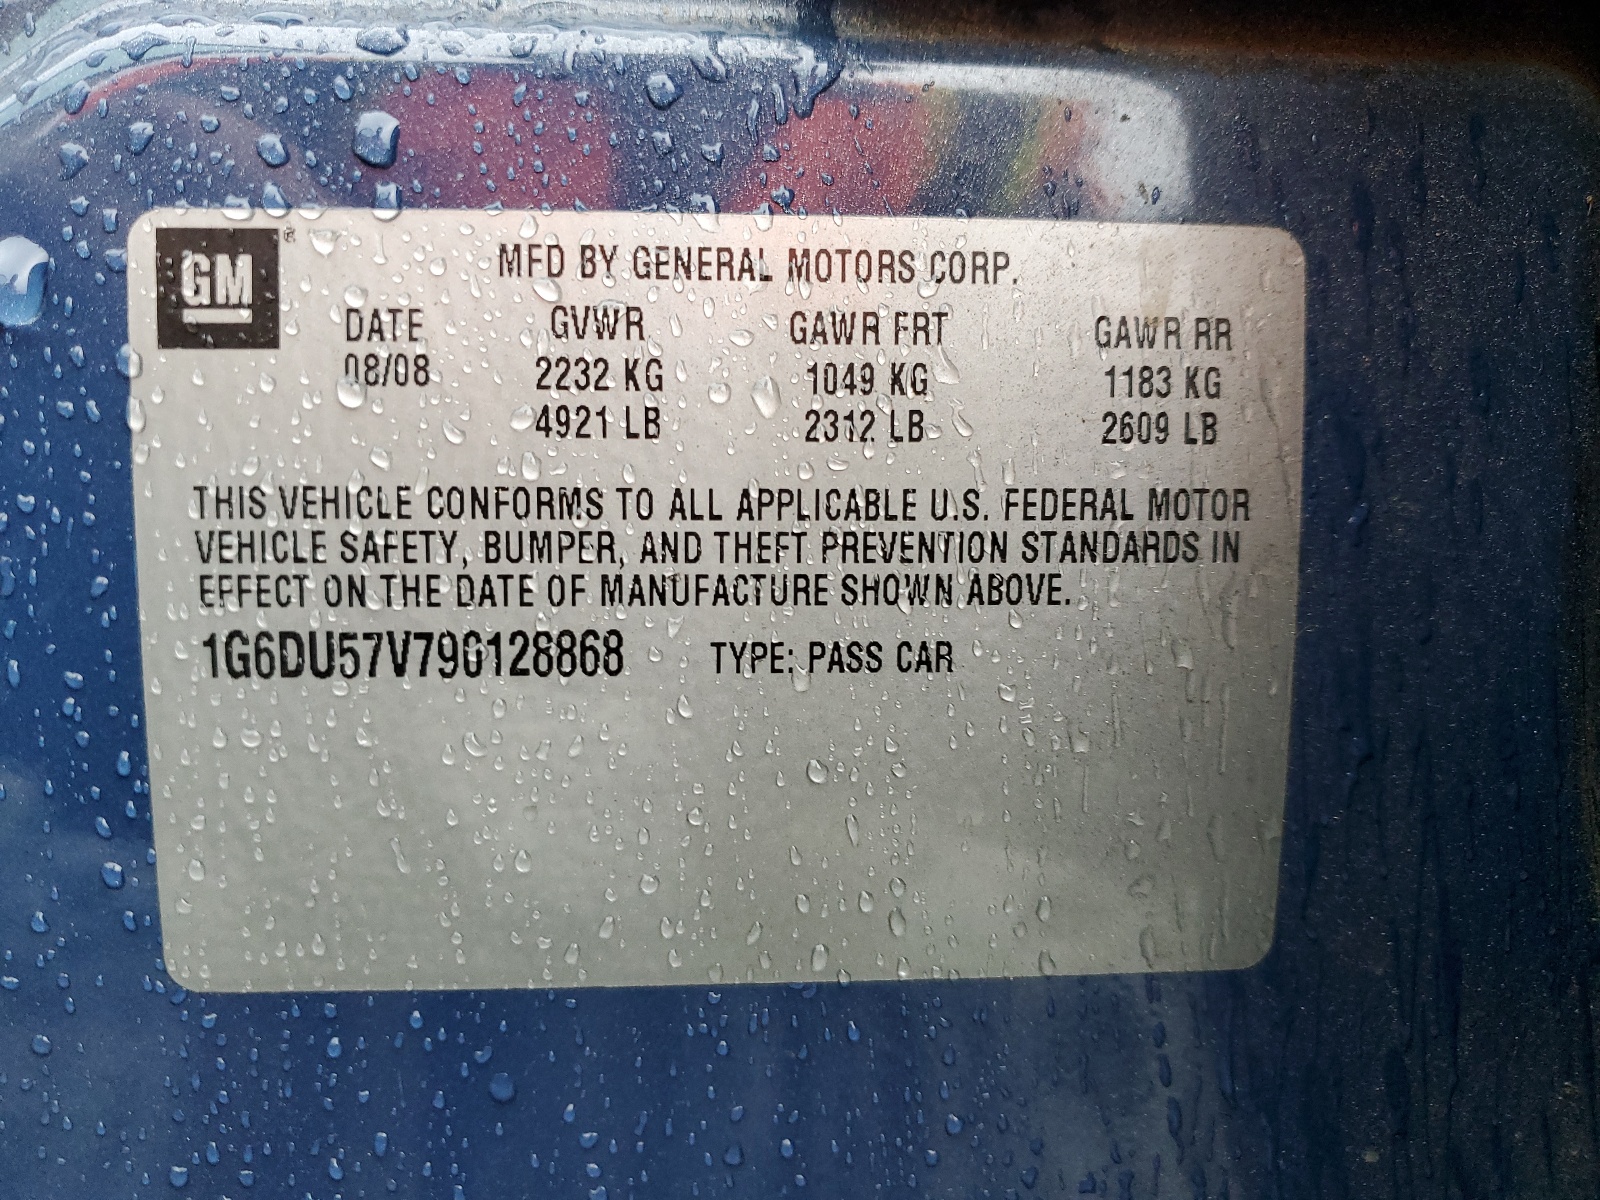 GM ®
MFD BY GENERAL MOTORS CORP.
DATE GVWR GAWR FRT GAWR RR
08/08 2232 KG 1049 KG 1183 KG
4921 LB 2312 LB 2609 LB
THIS VEHICLE CONFORMS TO ALL APPLICABLE U.S. FEDERAL MOTOR
VEHICLE SAFETY, BUMPER, AND THEFT PREVENTION STANDARDS IN
EFFECT ON THE DATE OF MANUFACTURE SHOWN ABOVE.
1G6DU57V790128868 TYPE: PASS CAR